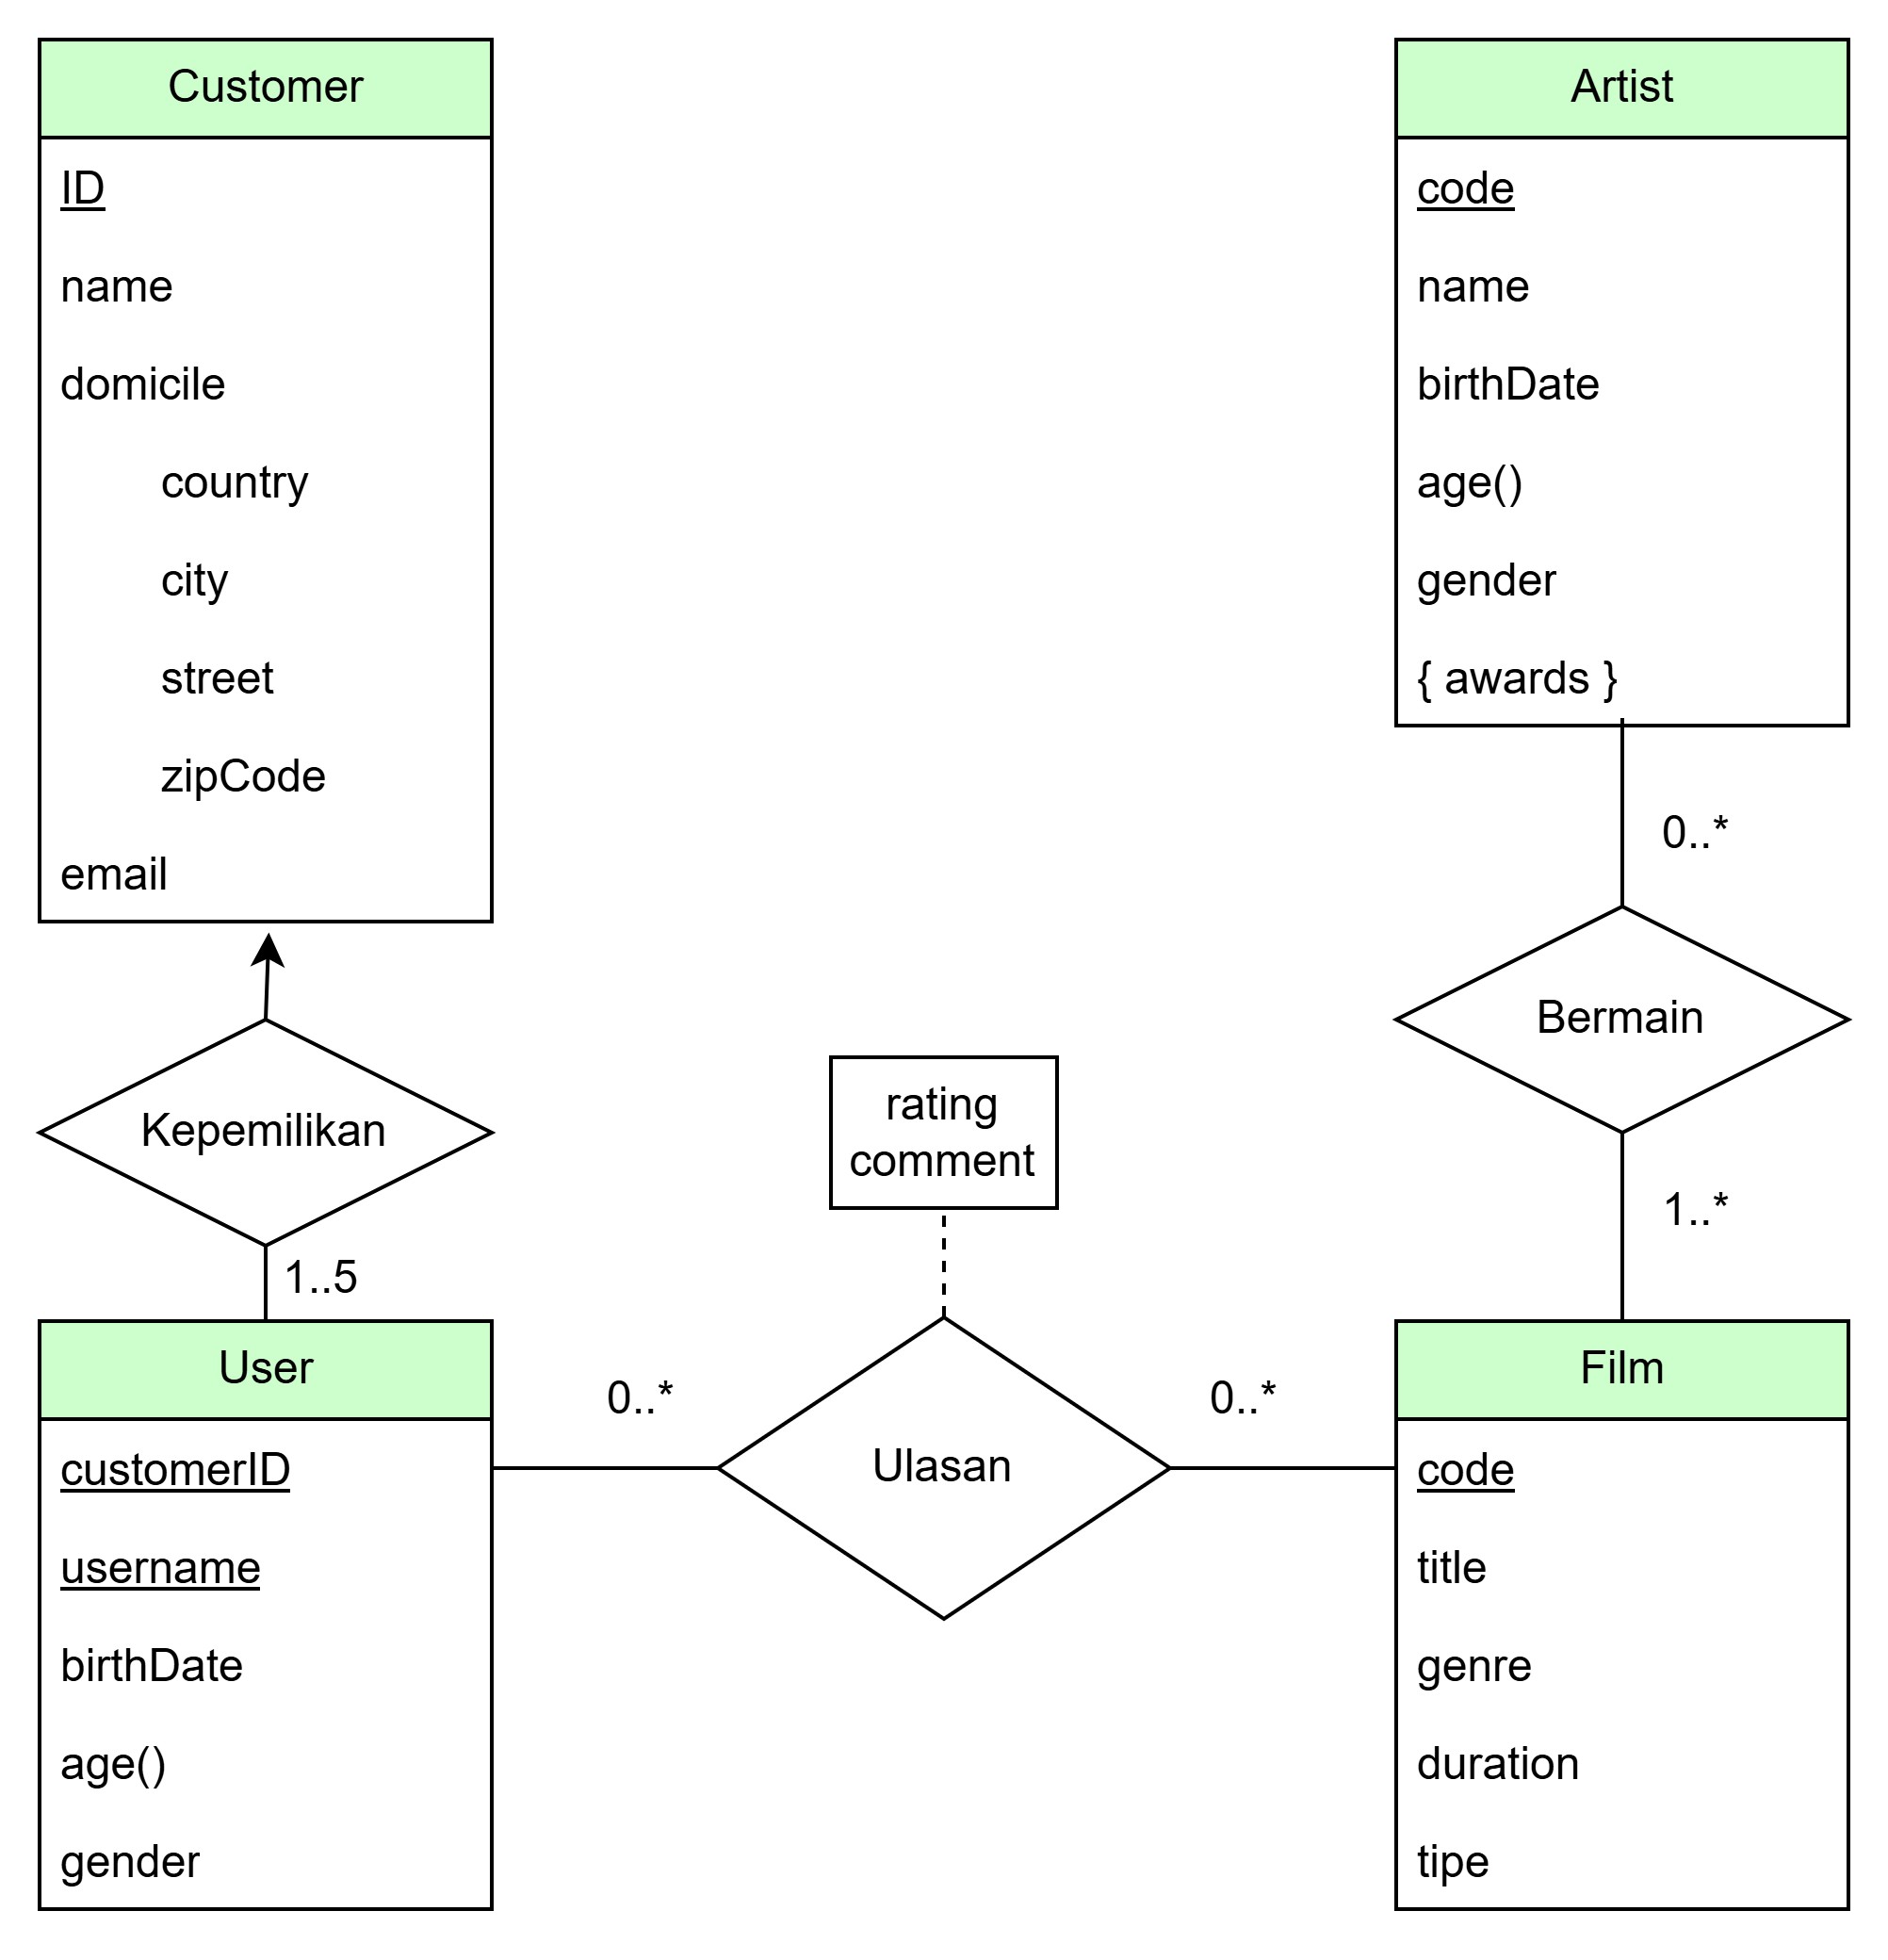 Customer
ID
name
domicile
country
city
street
zipCode
email
Kepemilikan
1..5
User
customerID
username
birthDate
age()
gender
rating
comment
0..*
Ulasan
0..*
Artist
code
name
birthDate
age()
gender
{ awards }
0..*
Bermain
1..*
Film
code
title
genre
duration
tipe